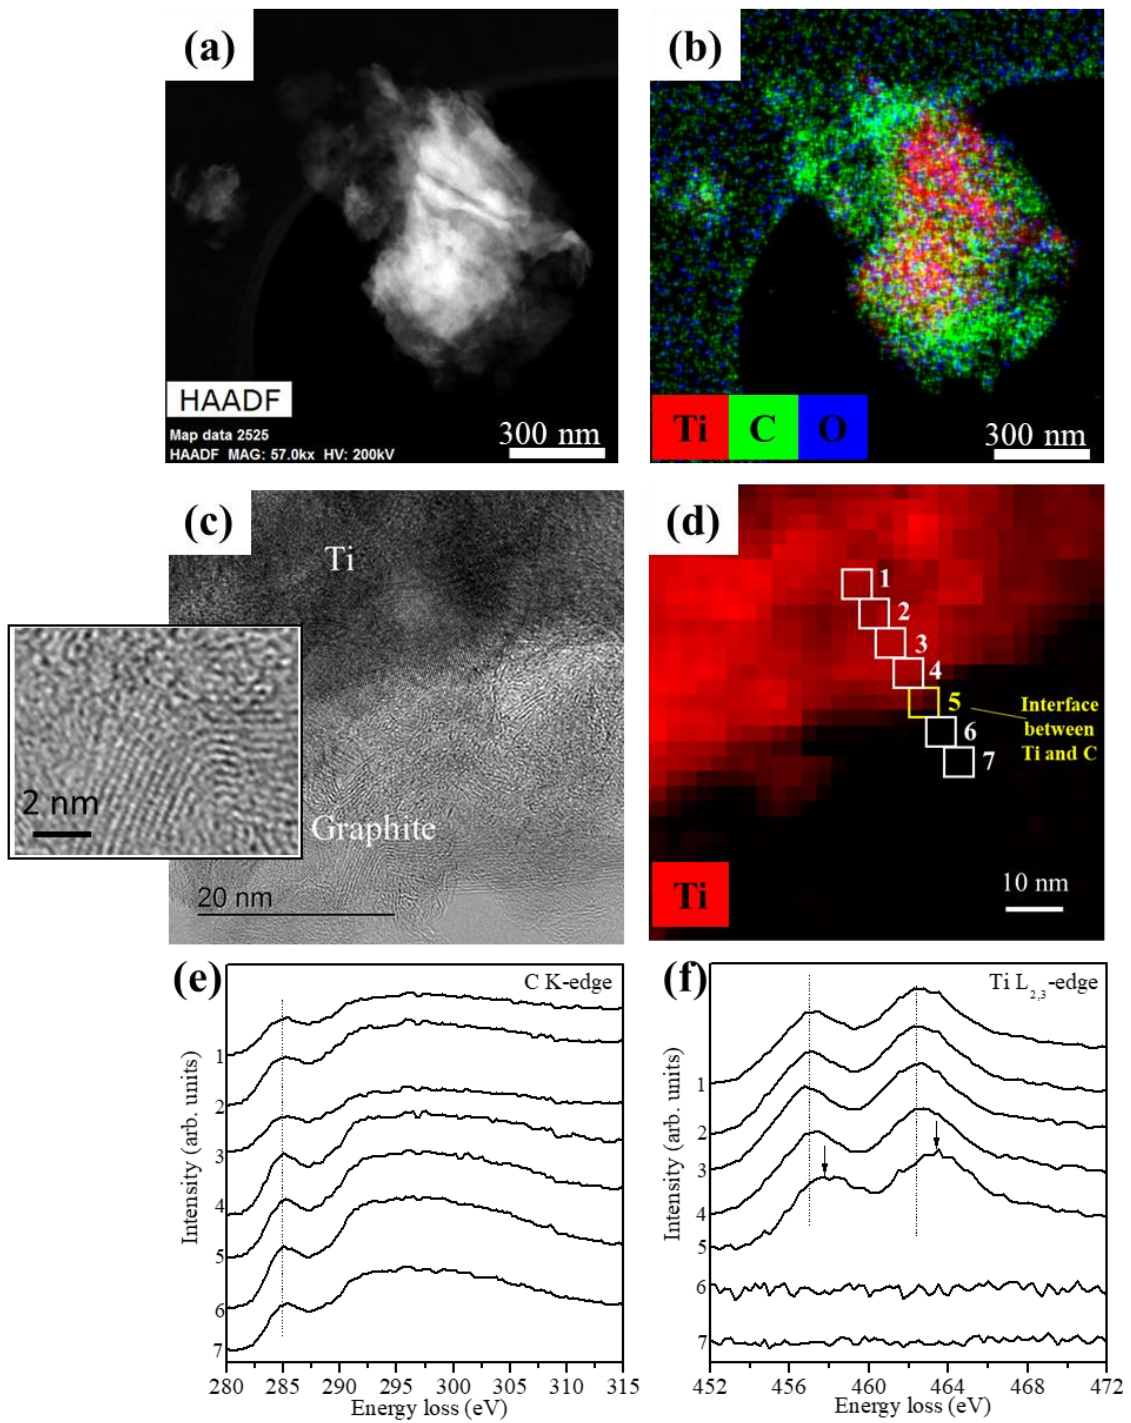 (a)
HAADF
Map data 2525
HAADF MAG: 57.0kx HV: 200kV
300 nm
(b)
Ti C O
300 nm
(c)
Ti
2 nm
Graphite
20 nm
(d)
1
2
3
4
5
6
7
Interface
between
Ti and C
Ti
10 nm
(e)
C K-edge
Intensity (arb. units)
1
2
3
4
5
6
7
280 285 290 295 300 305 310 315
Energy loss (eV)
(f)
Ti L2,3-edge
Intensity (arb. units)
1
2
3
4
5
6
7
452 456 460 464 468 472
Energy loss (eV)